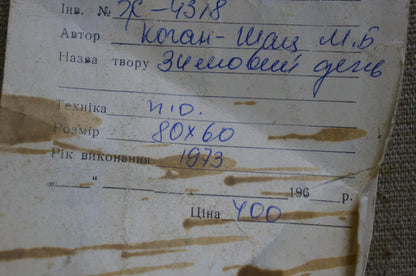 Інв. № Ж-4318
Автор Коган-Шац М.Б
Назва твору Зимовий день
Техніка п.о.
Розмір 80х60
Рік виконання 1973
„ “ 196 р.
Ціна 400